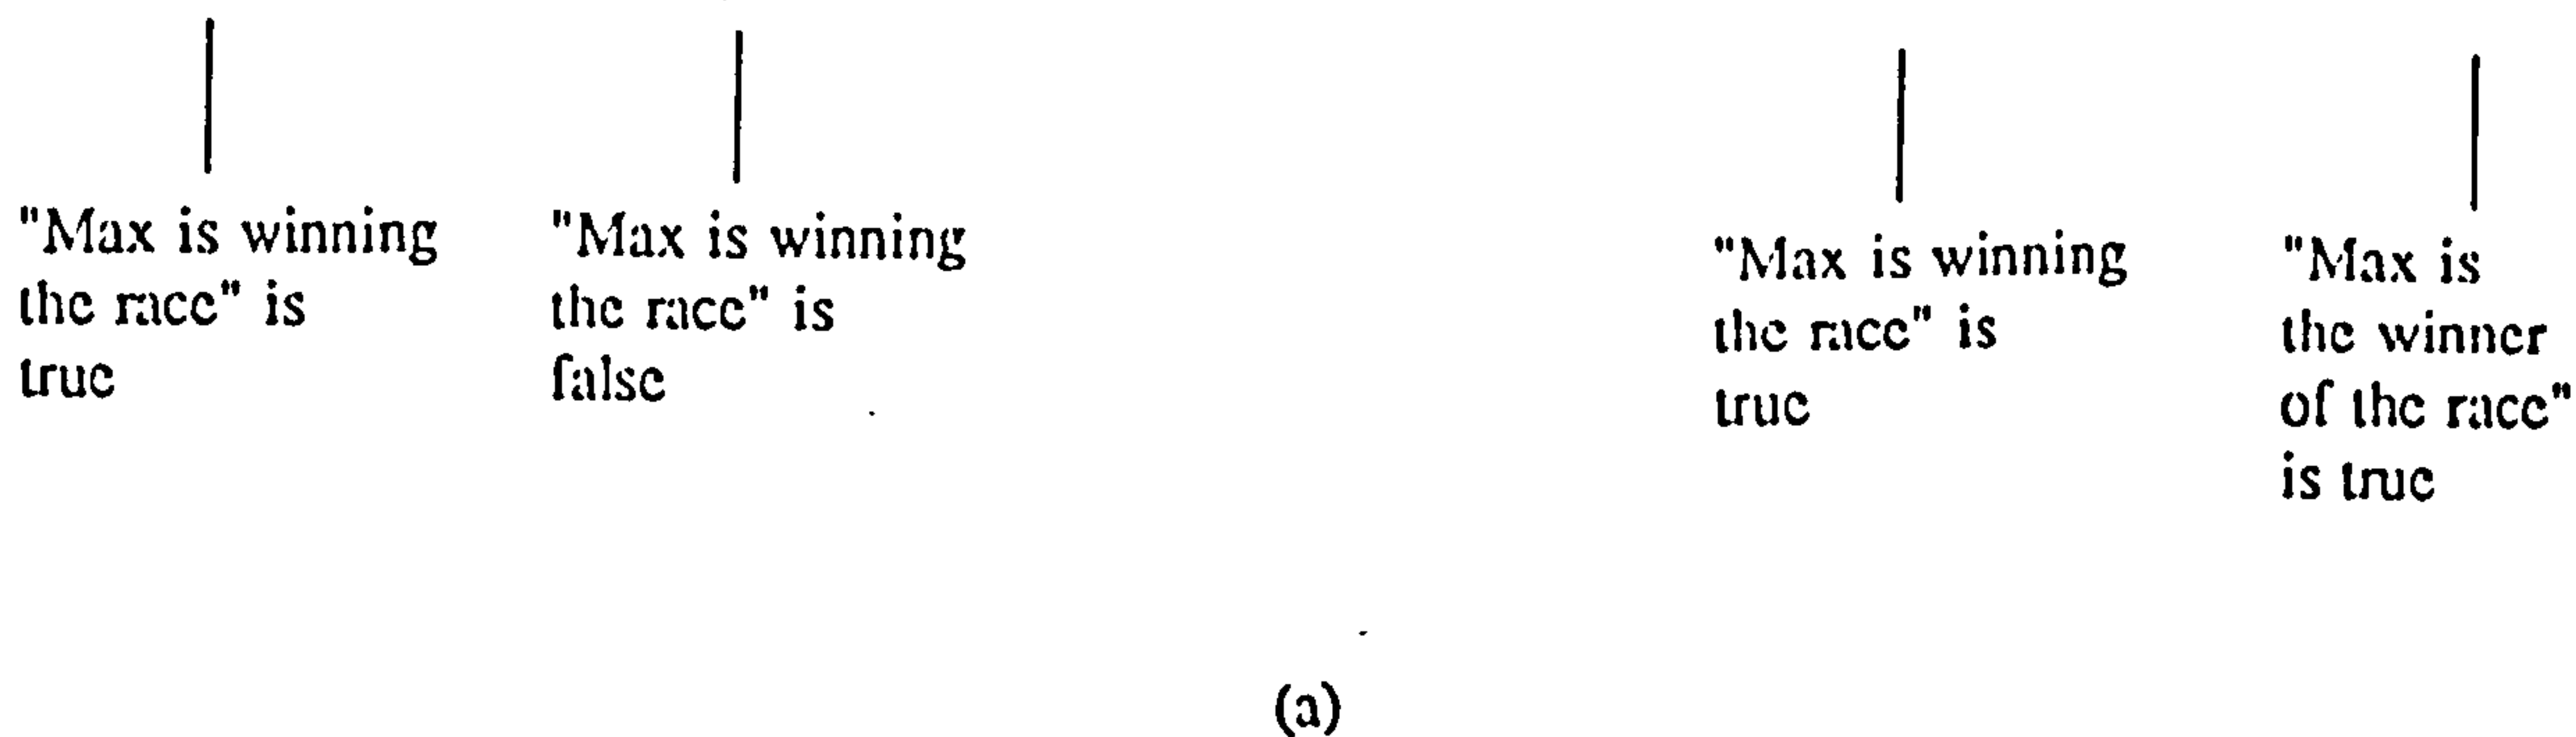 "Max is winning
the race" is
true
"Max is winning
the race" is
false
"Max is winning
the race" is
true
"Max is
the winner
of the race"
is true
(a)